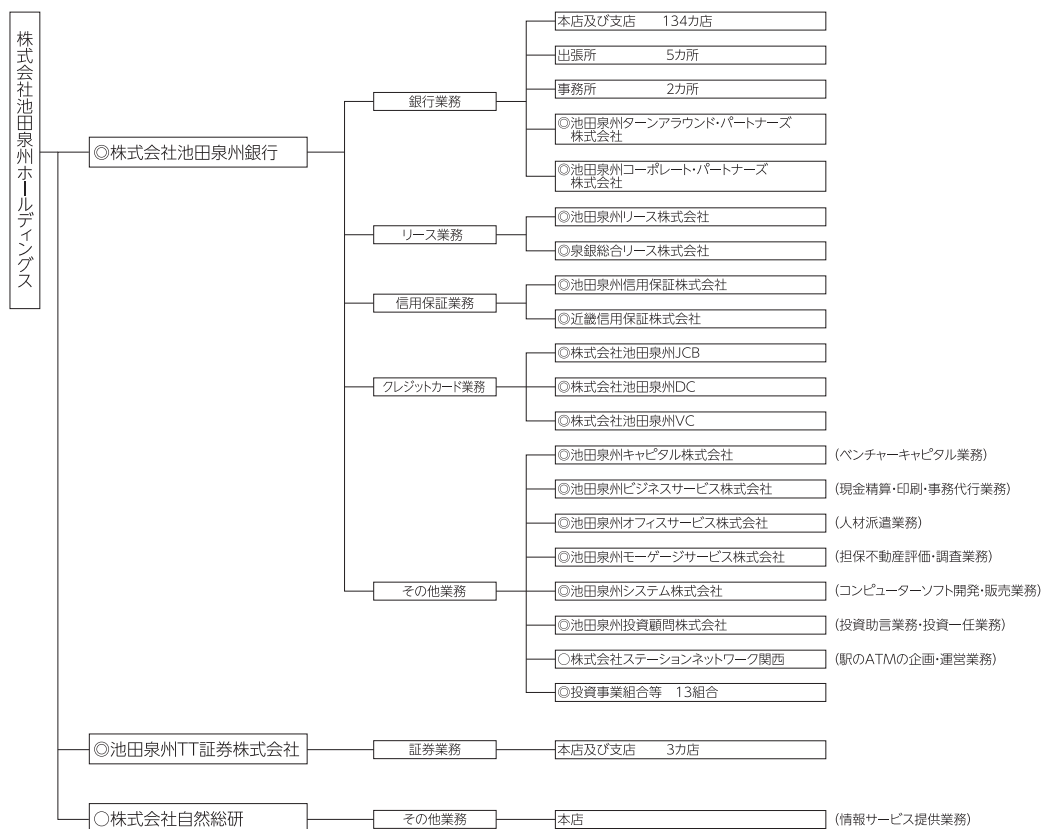 株式会社池田泉州ホールディングス
◎株式会社池田泉州銀行
銀行業務
本店及び支店 134カ店
出張所 5カ所
事務所 2カ所
◎池田泉州ターンアラウンド・パートナーズ
株式会社
◎池田泉州コーポレート・パートナーズ
株式会社
リース業務
◎池田泉州リース株式会社
◎泉銀総合リース株式会社
信用保証業務
◎池田泉州信用保証株式会社
◎近畿信用保証株式会社
クレジットカード業務
◎株式会社池田泉州JCB
◎株式会社池田泉州DC
◎株式会社池田泉州VC
その他業務
◎池田泉州キャピタル株式会社 (ベンチャーキャピタル業務)
◎池田泉州ビジネスサービス株式会社 (現金精算・印刷・事務代行業務)
◎池田泉州オフィスサービス株式会社 (人材派遣業務)
◎池田泉州モーゲージサービス株式会社 (担保不動産評価・調査業務)
◎池田泉州システム株式会社 (コンピューターソフト開発・販売業務)
◎池田泉州投資顧問株式会社 (投資助言業務・投資一任業務)
○株式会社ステーションネットワーク関西 (駅のATMの企画・運営業務)
◎投資事業組合等 13組合
◎池田泉州TT証券株式会社
証券業務
本店及び支店 3カ店
○株式会社自然総研
その他業務
本店 (情報サービス提供業務)